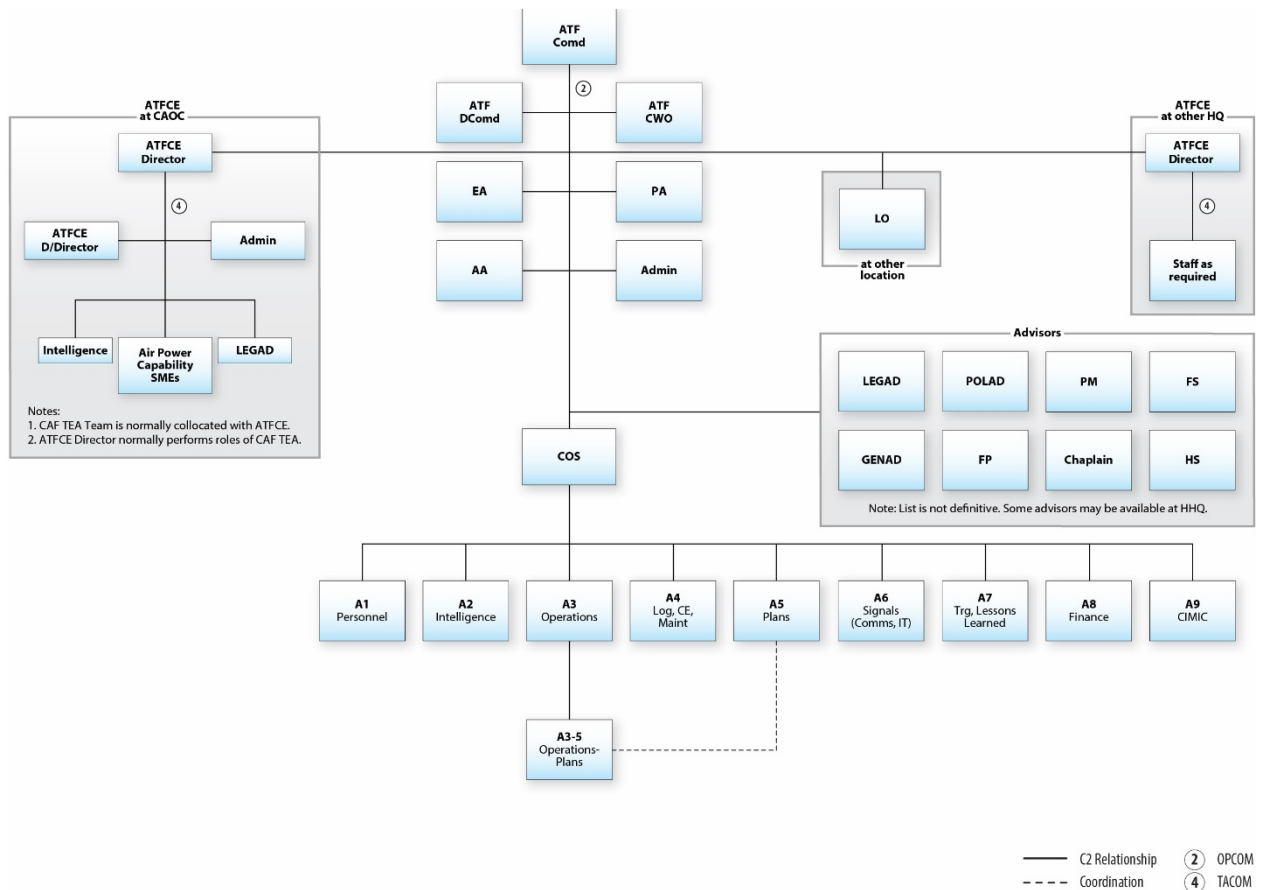 ATF
Comd
2
ATF
DComd
ATF
CWO
ATFCE
at CAOC
ATFCE
Director
4
ATFCE
D/Director
Admin
Intelligence
Air Power
Capability
SMEs
LEGAD
Notes:
1. CAF TEA Team is normally collocated with ATFCE.
2. ATFCE Director normally performs roles of CAF TEA.
EA
PA
AA
Admin
LO
at other
location
ATFCE
at other HQ
ATFCE
Director
4
Staff as
required
Advisors
LEGAD
POLAD
PM
FS
GENAD
FP
Chaplain
HS
Note: List is not definitive. Some advisors may be available at HHQ.
COS
A1
Personnel
A2
Intelligence
A3
Operations
A4
Log, CE,
Maint
A5
Plans
A6
Signals
(Comms, IT)
A7
Trg, Lessons
Learned
A8
Finance
A9
CIMIC
A3-5
Operations-
Plans
C2 Relationship
2 OPCOM
Coordination
4 TACOM